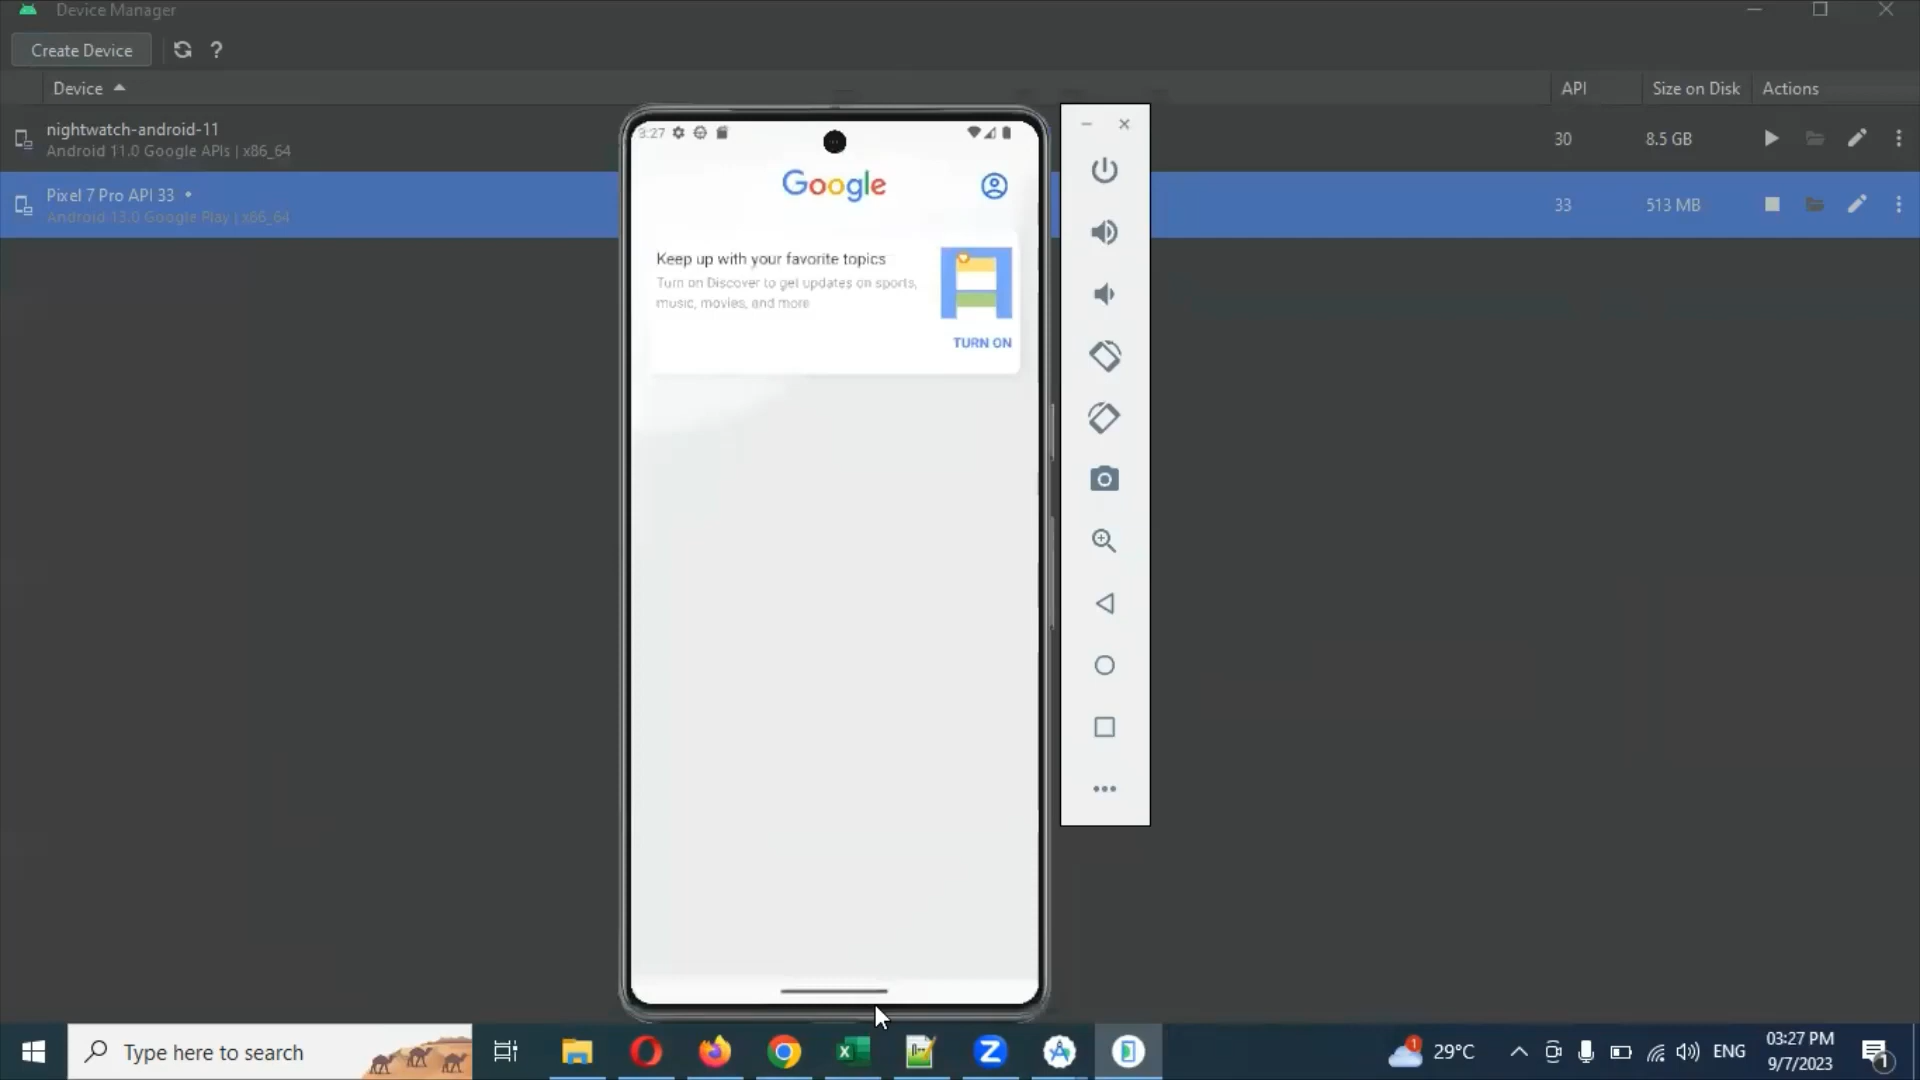 Device Manager
Create Device
?
Device
API
Size on Disk
Actions
nightwatch-android-11
Android 11.0 Google APIs | x86_64
30
8.5 GB
Pixel 7 Pro API 33
Android 13.0 Google Play | x86_64
33
513 MB
3:27
Google
Keep up with your favorite topics
Turn on Discover to get updates on sports,
music, movies, and more
TURN ON
Type here to search
1
29°C
ENG
03:27 PM
9/7/2023
1